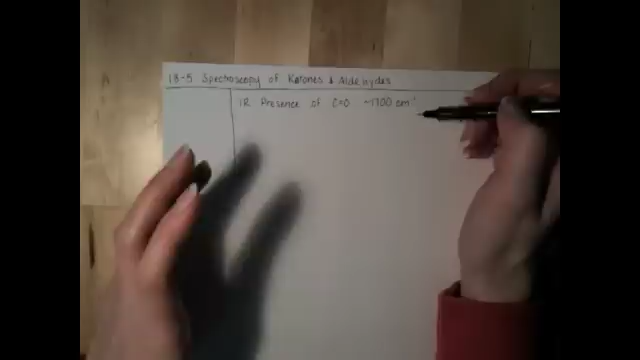 18-5 Spectroscopy of Ketones & Aldehydes
IR Presence of C=O ~1700 cm⁻¹